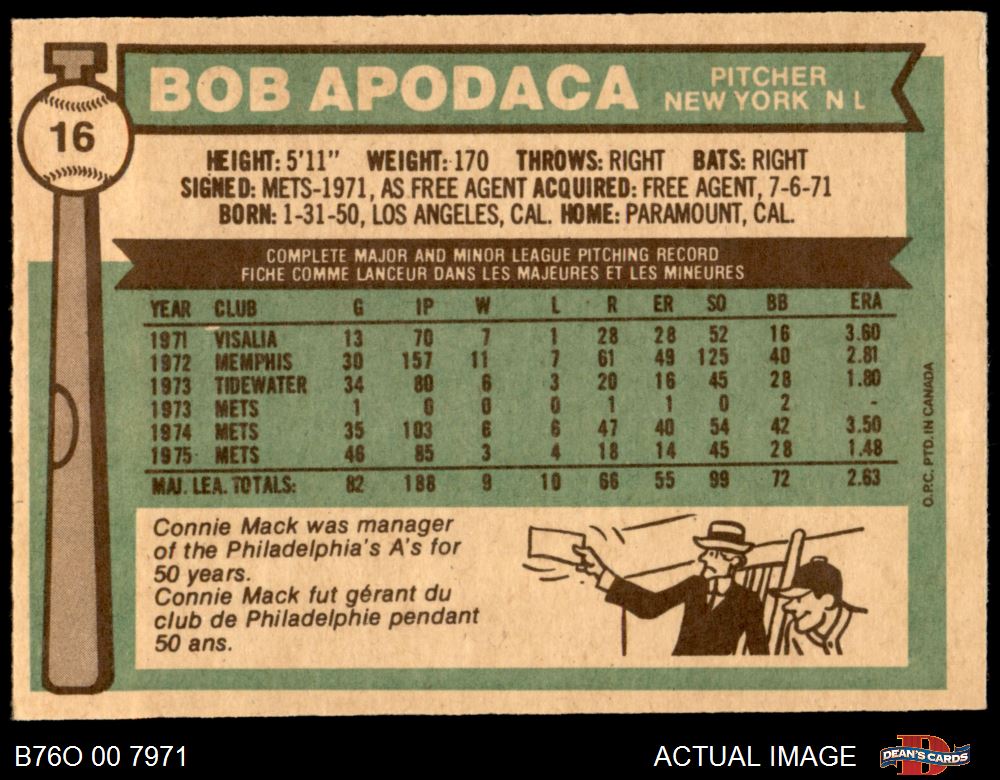 BOB APODACA
PITCHER
NEW YORK N L
16
HEIGHT: 5'11" WEIGHT: 170 THROWS: RIGHT BATS: RIGHT
SIGNED: METS-1971, AS FREE AGENT ACQUIRED: FREE AGENT, 7-6-71
BORN: 1-31-50, LOS ANGELES, CAL. HOME: PARAMOUNT, CAL.
COMPLETE MAJOR AND MINOR LEAGUE PITCHING RECORD
FICHE COMME LANCEUR DANS LES MAJEURES ET LES MINEURES
YEAR CLUB G IP W L R ER SO BB ERA
1971 VISALIA 13 70 7 1 28 28 52 16 3.60
1972 MEMPHIS 30 157 11 7 61 49 125 40 2.81
1973 TIDEWATER 34 80 6 3 20 16 45 28 1.80
1973 METS 1 0 0 0 1 1 0 2 -
1974 METS 35 103 6 6 47 40 54 42 3.50
1975 METS 46 85 3 4 18 14 45 28 1.48
MAJ. LEA. TOTALS: 82 188 9 10 66 55 99 72 2.63
O.P.C. PTD. IN CANADA
Connie Mack was manager
of the Philadelphia's A's for
50 years.
Connie Mack fut gérant du
club de Philadelphie pendant
50 ans.
B76O 00 7971
ACTUAL IMAGE
DEAN'S CARDS